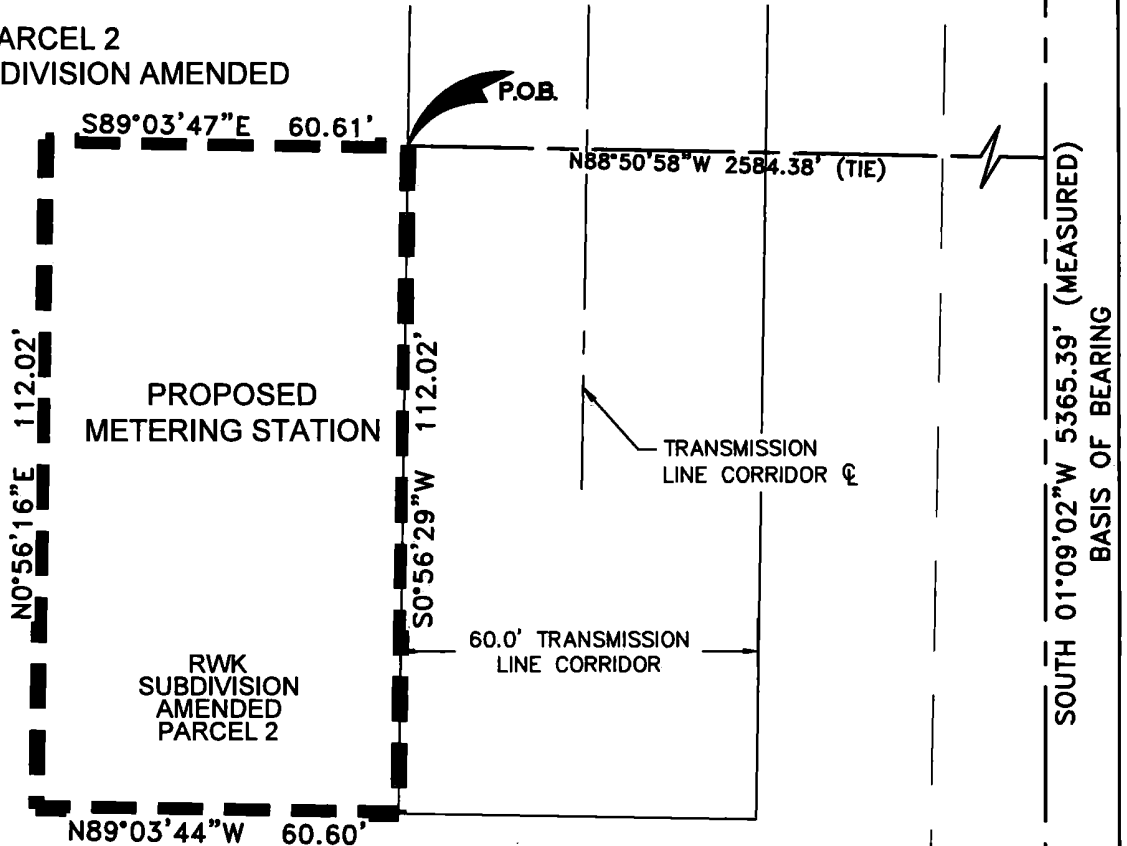 ARCEL 2
DIVISION AMENDED
P.O.B.
S89°03'47"E 60.61'
N88°50'58"W 2584.38' (TIE)
112.02'
N0°56'16"E
PROPOSED
METERING STATION
112.02'
S0°56'29"W
TRANSMISSION
LINE CORRIDOR ℄
60.0' TRANSMISSION
LINE CORRIDOR
RWK
SUBDIVISION
AMENDED
PARCEL 2
N89°03'44"W 60.60'
SOUTH 01°09'02"W 5365.39' (MEASURED)
BASIS OF BEARING